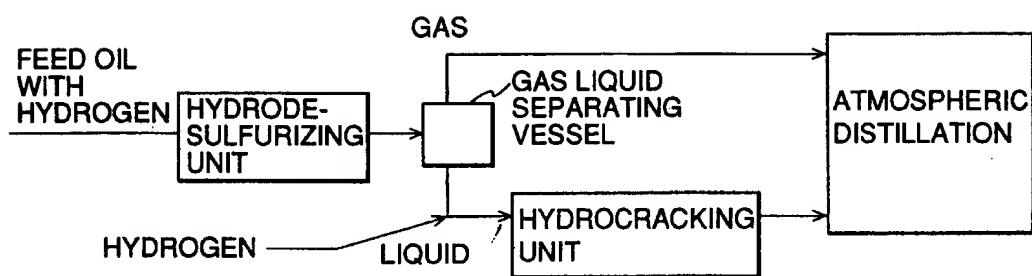 GAS
FEED OIL
WITH
HYDROGEN
HYDRODE-
SULFURIZING
UNIT
GAS LIQUID
SEPARATING
VESSEL
ATMOSPHERIC
DISTILLATION
HYDROGEN
LIQUID
HYDROCRACKING
UNIT